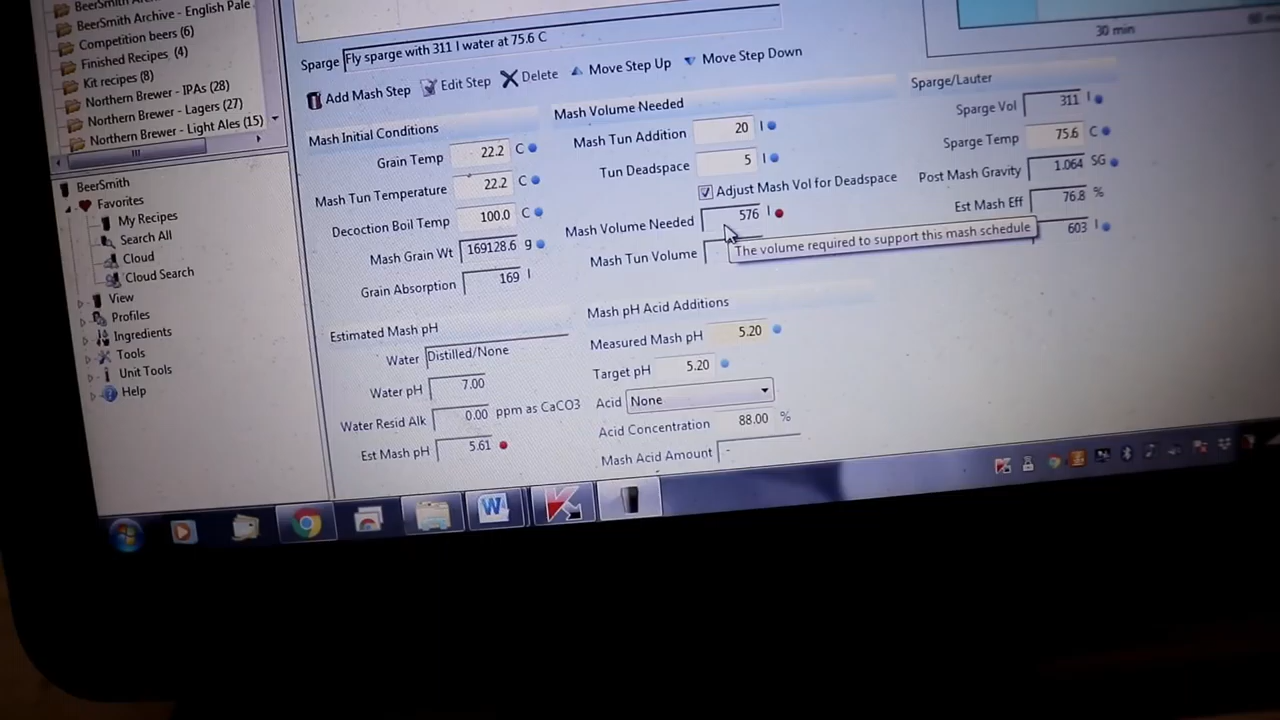 BeerSmith Archive - English Pale
Competition beers (6)
Finished Recipes (4)
Kit recipes (8)
Northern Brewer - IPAs (28)
Northern Brewer - Lagers (27)
Northern Brewer - Light Ales (15)
BeerSmith
Favorites
My Recipes
Search All
Cloud
Cloud Search
View
Profiles
Ingredients
Tools
Unit Tools
Help
Sparge Fly sparge with 311 l water at 75.6 C
Add Mash Step Edit Step Delete Move Step Up Move Step Down
Mash Initial Conditions
Grain Temp 22.2 C
Mash Tun Temperature 22.2 C
Decoction Boil Temp 100.0 C
Mash Grain Wt 169128.6 g
Grain Absorption 169 l
Estimated Mash pH
Water Distilled/None
Water pH 7.00
Water Resid Alk 0.00 ppm as CaCO3
Est Mash pH 5.61
Mash Volume Needed
Mash Tun Addition 20 l
Tun Deadspace 5 l
Adjust Mash Vol for Deadspace
Mash Volume Needed 576 l
Mash Tun Volume
The volume required to support this mash schedule
Mash pH Acid Additions
Measured Mash pH 5.20
Target pH 5.20
Acid None
Acid Concentration 88.00 %
Mash Acid Amount -
30 min
Sparge/Lauter
Sparge Vol 311 l
Sparge Temp 75.6 C
Post Mash Gravity 1.064 SG
Est Mash Eff 76.8 %
603 l